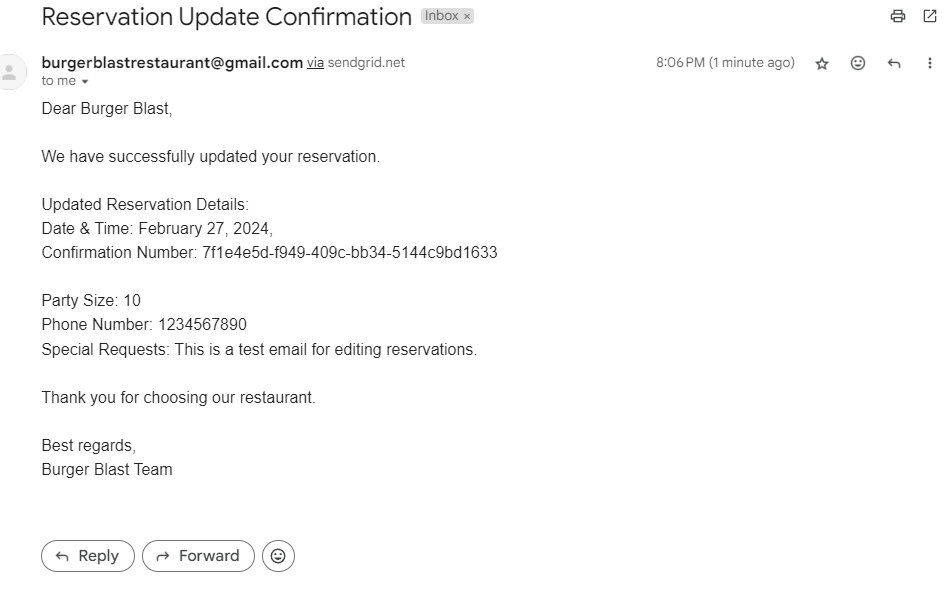 Reservation Update Confirmation Inbox ×
burgerblastrestaurant@gmail.com via sendgrid.net 8:06 PM (1 minute ago)
to me
Dear Burger Blast,
We have successfully updated your reservation.
Updated Reservation Details:
Date & Time: February 27, 2024,
Confirmation Number: 7f1e4e5d-f949-409c-bb34-5144c9bd1633
Party Size: 10
Phone Number: 1234567890
Special Requests: This is a test email for editing reservations.
Thank you for choosing our restaurant.
Best regards,
Burger Blast Team
Reply Forward